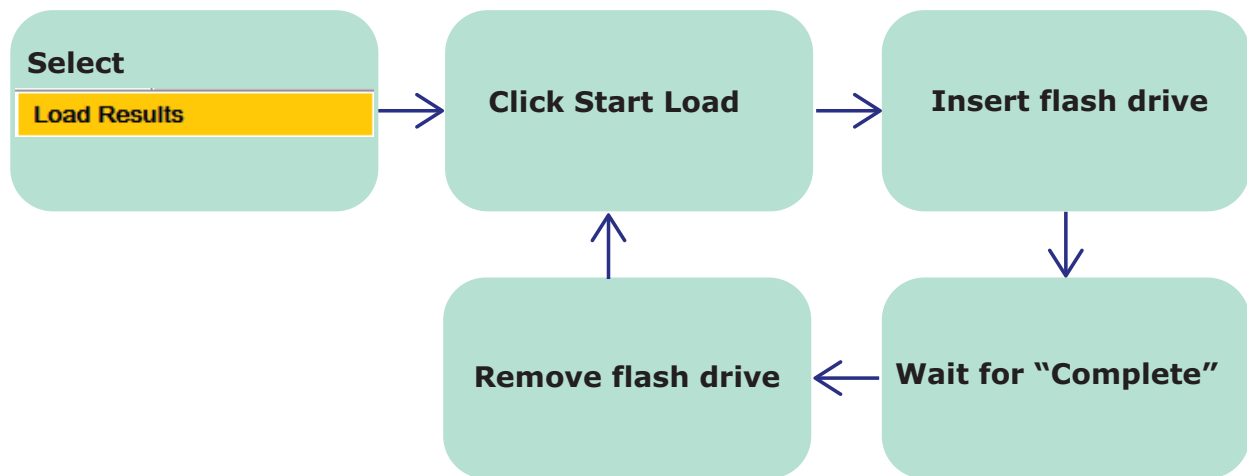 Select
Load Results
Click Start Load
Insert flash drive
Remove flash drive
Wait for “Complete”